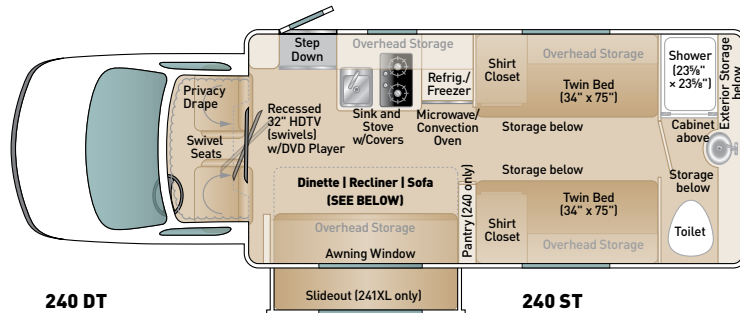 Step
Down
Overhead Storage
Privacy
Drape
Swivel
Seats
Recessed
32" HDTV
(swivels)
w/DVD Player
Sink and
Stove
w/Covers
Refrig./
Freezer
Microwave/
Convection
Oven
Shirt
Closet
Overhead Storage
Twin Bed
(34" x 75")
Storage below
Shower
(23⅝"
x 23⅝")
Exterior Storage
below
Cabinet
above
Storage
below
Toilet
Storage below
Twin Bed
(34" x 75")
Shirt
Closet
Overhead Storage
Pantry (240 only)
Dinette | Recliner | Sofa
(SEE BELOW)
Overhead Storage
Awning Window
Slideout (241XL only)
240 DT
240 ST